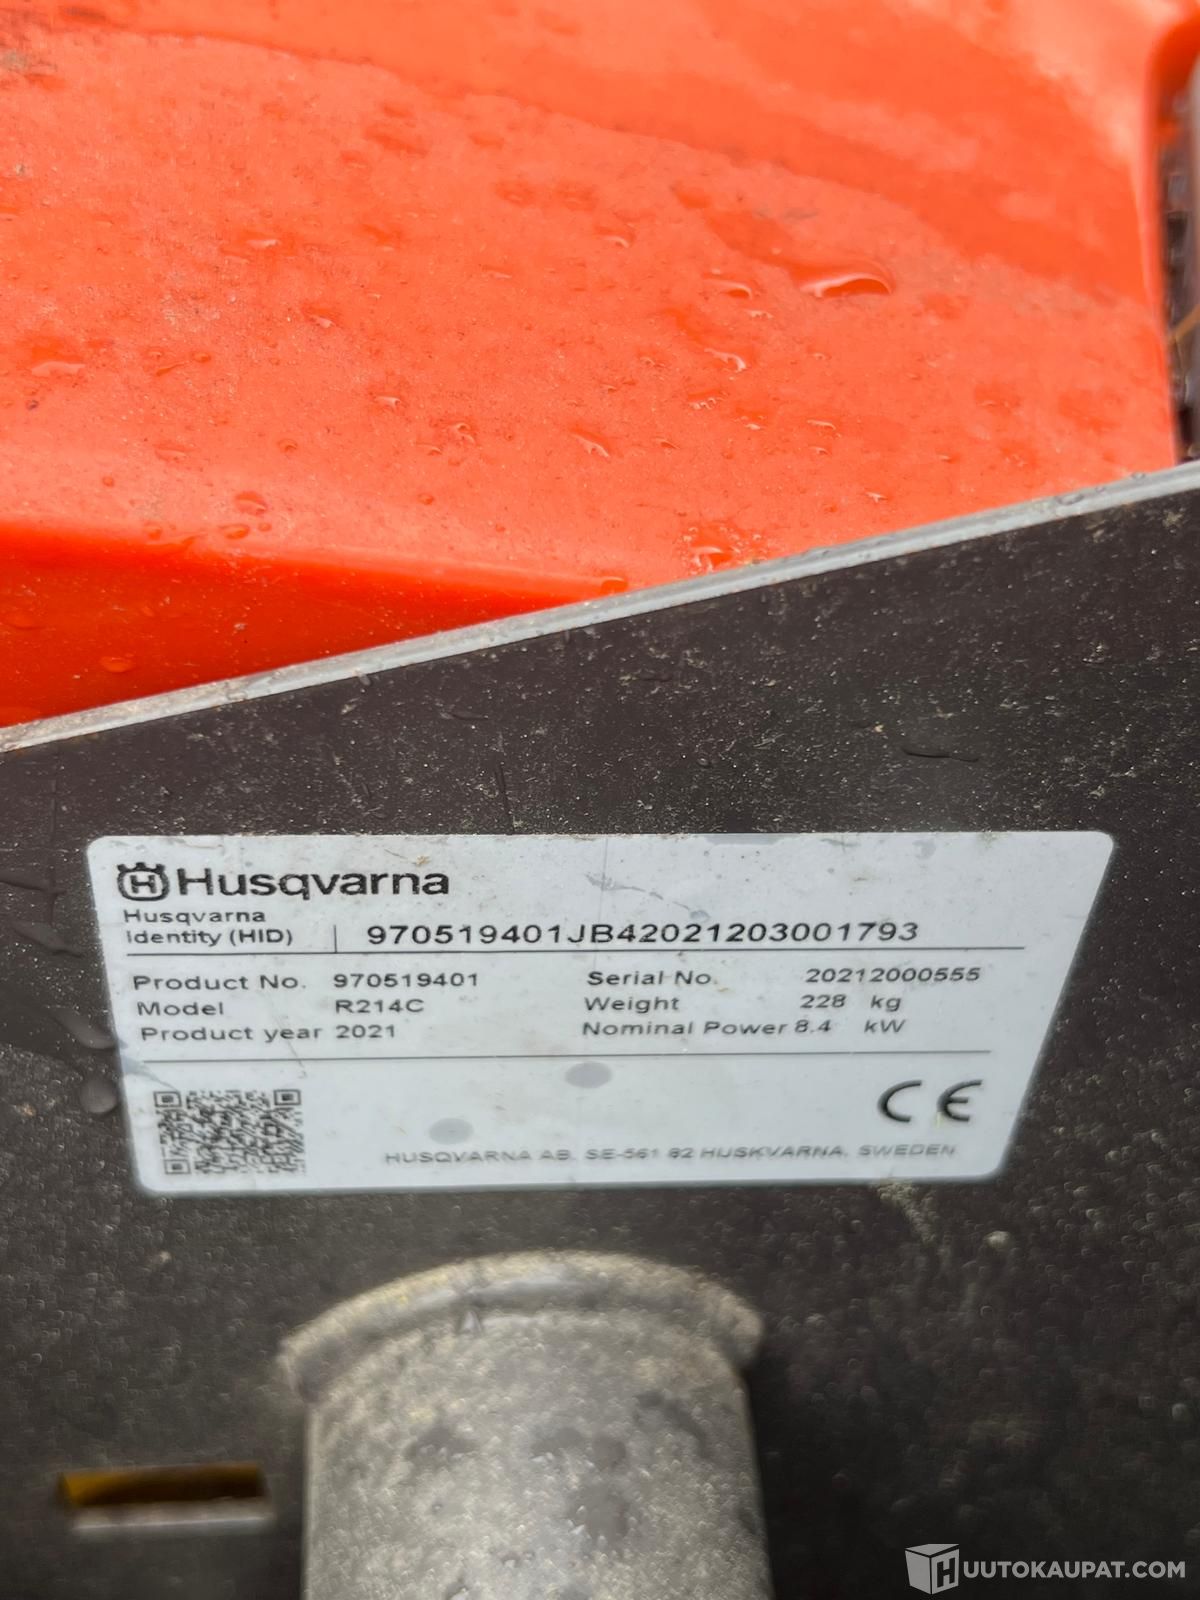 Husqvarna
Husqvarna
Identity (HID) 970519401JB42021203001793
Product No. 970519401 Serial No. 20212000555
Model R214C Weight 228 kg
Product year 2021 Nominal Power 8.4 kW
CE
HUSQVARNA AB, SE-561 82 HUSKVARNA, SWEDEN
HUUTOKAUPAT.COM